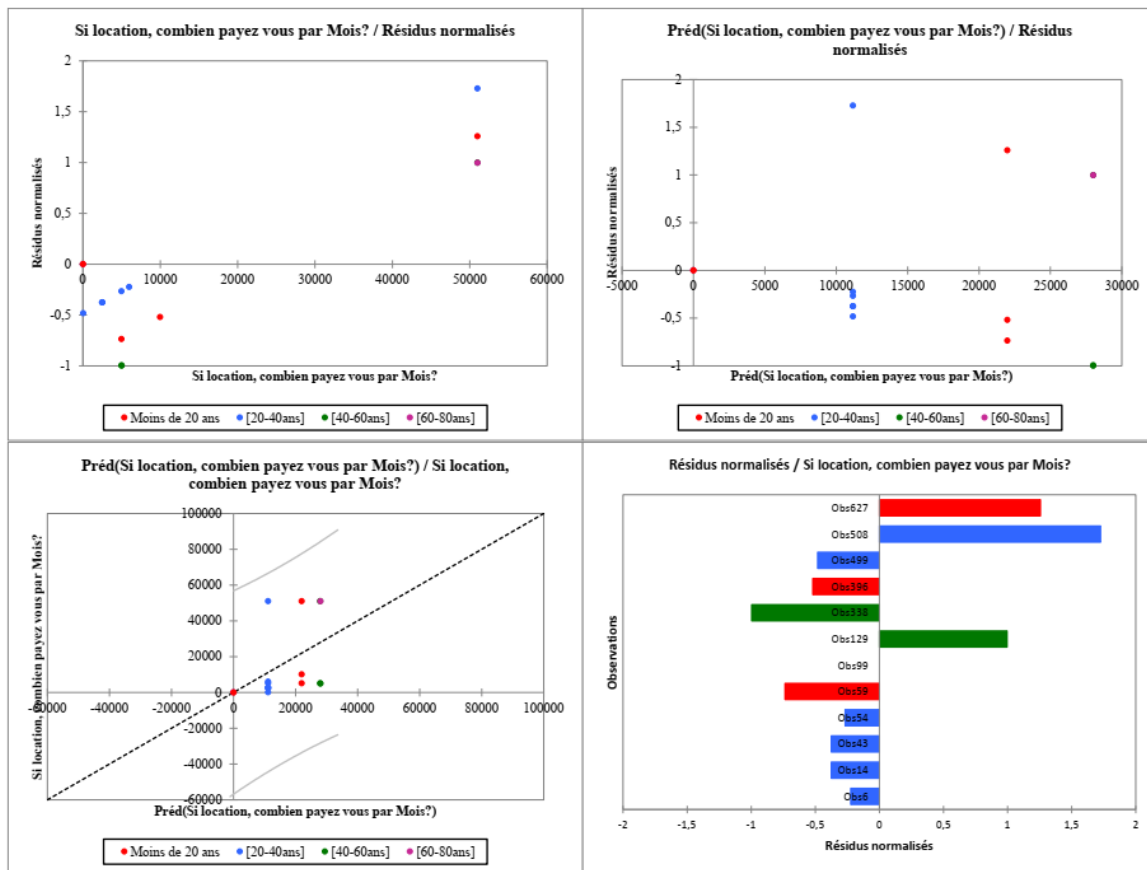 Si location, combien payez vous par Mois? / Résidus normalisés
2
1,5
1
0,5
0
-0,5
-1
0 10000 20000 30000 40000 50000 60000
Résidus normalisés
Si location, combien payez vous par Mois?
Moins de 20 ans [20-40ans] [40-60ans] [60-80ans]
Préd(Si location, combien payez vous par Mois?) / Résidus
normalisés
2
1,5
1
0,5
0
-0,5
-1
-5000 0 5000 10000 15000 20000 25000 30000
Résidus normalisés
Préd(Si location, combien payez vous par Mois?)
Moins de 20 ans [20-40ans] [40-60ans] [60-80ans]
Préd(Si location, combien payez vous par Mois?) / Si location,
combien payez vous par Mois?
100000
80000
60000
40000
20000
0
-20000
-40000
-60000
-60000 -40000 -20000 0 20000 40000 60000 80000 100000
Si location, combien payez vous par Mois?
Préd(Si location, combien payez vous par Mois?)
Moins de 20 ans [20-40ans] [40-60ans] [60-80ans]
Résidus normalisés / Si location, combien payez vous par Mois?
Obs627
Obs508
Obs499
Obs396
Obs338
Obs129
Obs99
Obs59
Obs54
Obs43
Obs14
Obs6
Observations
-2 -1,5 -1 -0,5 0 0,5 1 1,5 2
Résidus normalisés